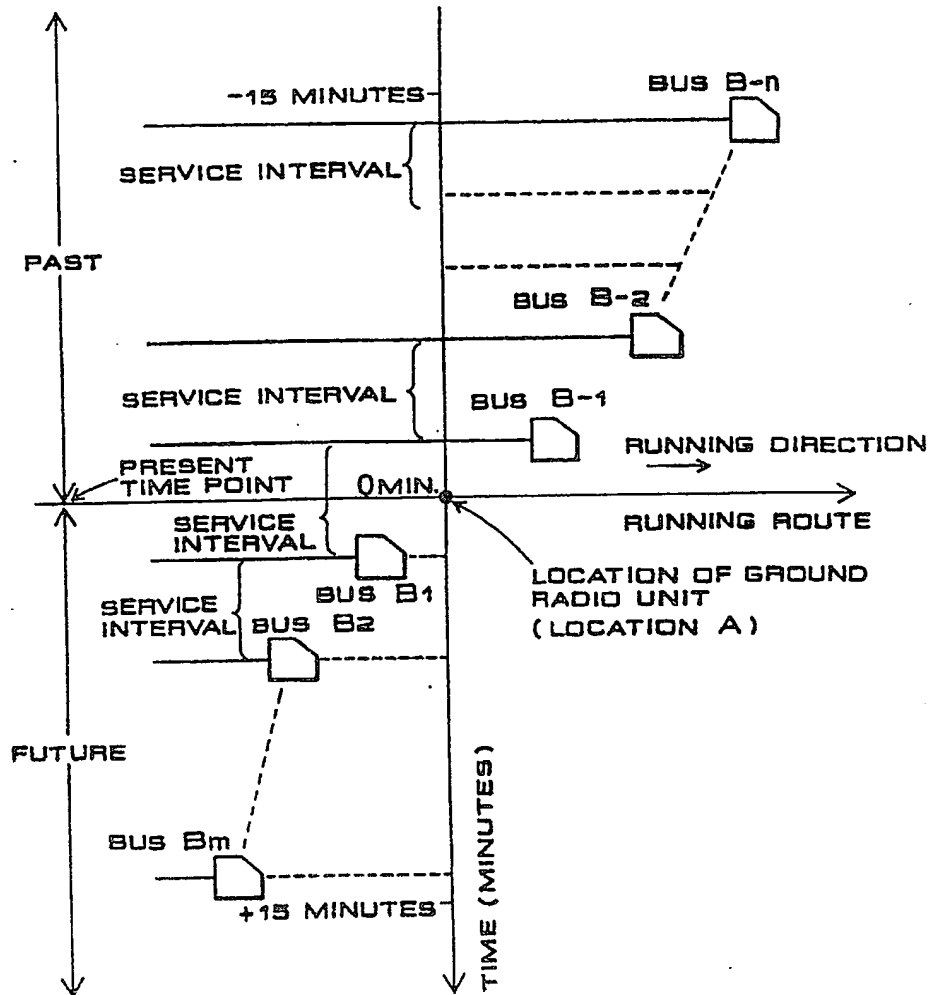 BUS B-n
-15 MINUTES
SERVICE INTERVAL
PAST
BUS B-2
SERVICE INTERVAL
BUS B-1
RUNNING DIRECTION
PRESENT
TIME POINT
0 MIN.
RUNNING ROUTE
SERVICE
INTERVAL
LOCATION OF GROUND
RADIO UNIT
(LOCATION A)
BUS B1
SERVICE
INTERVAL
BUS B2
FUTURE
TIME (MINUTES)
BUS Bm
+15 MINUTES